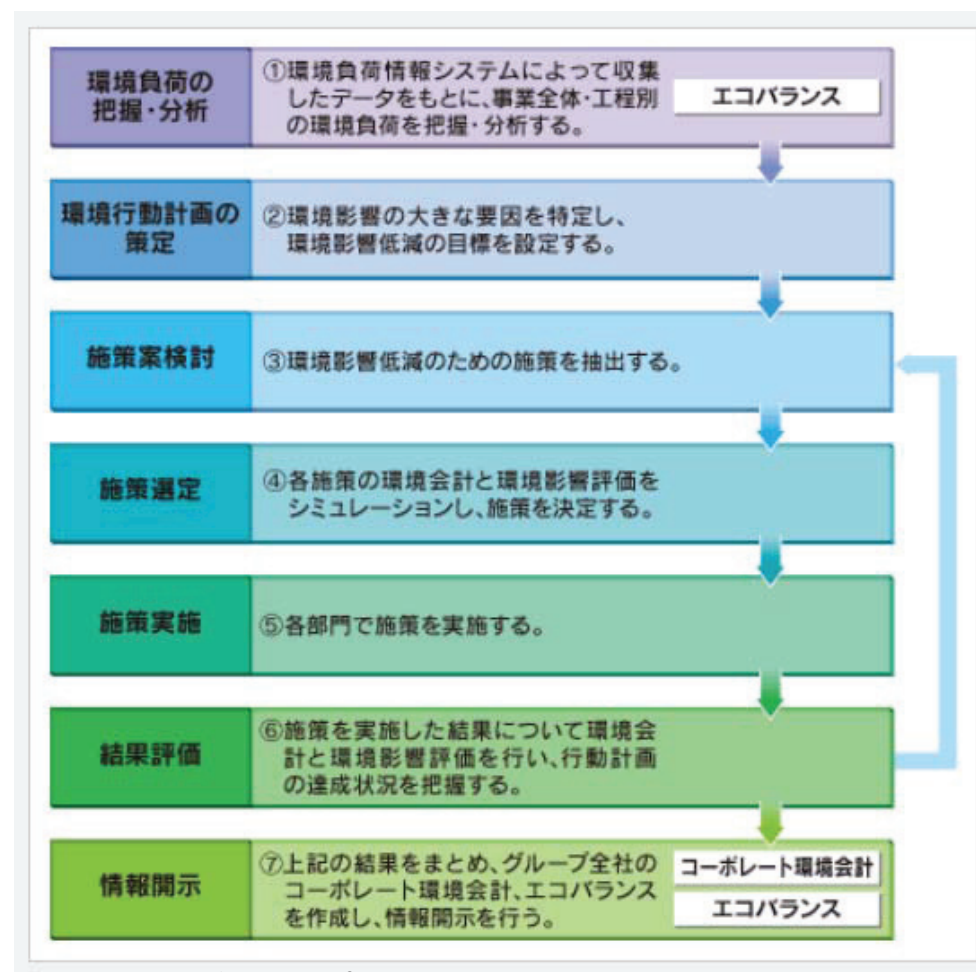 環境負荷の
把握・分析
①環境負荷情報システムによって収集
したデータをもとに、事業全体・工程別
の環境負荷を把握・分析する。
エコバランス
環境行動計画の
策定
②環境影響の大きな要因を特定し、
環境影響低減の目標を設定する。
施策案検討
③環境影響低減のための施策を抽出する。
施策選定
④各施策の環境会計と環境影響評価を
シミュレーションし、施策を決定する。
施策実施
⑤各部門で施策を実施する。
結果評価
⑥施策を実施した結果について環境会
計と環境影響評価を行い、行動計画
の達成状況を把握する。
情報開示
⑦上記の結果をまとめ、グループ全社の
コーポレート環境会計、エコバランス
を作成し、情報開示を行う。
コーポレート環境会計
エコバランス